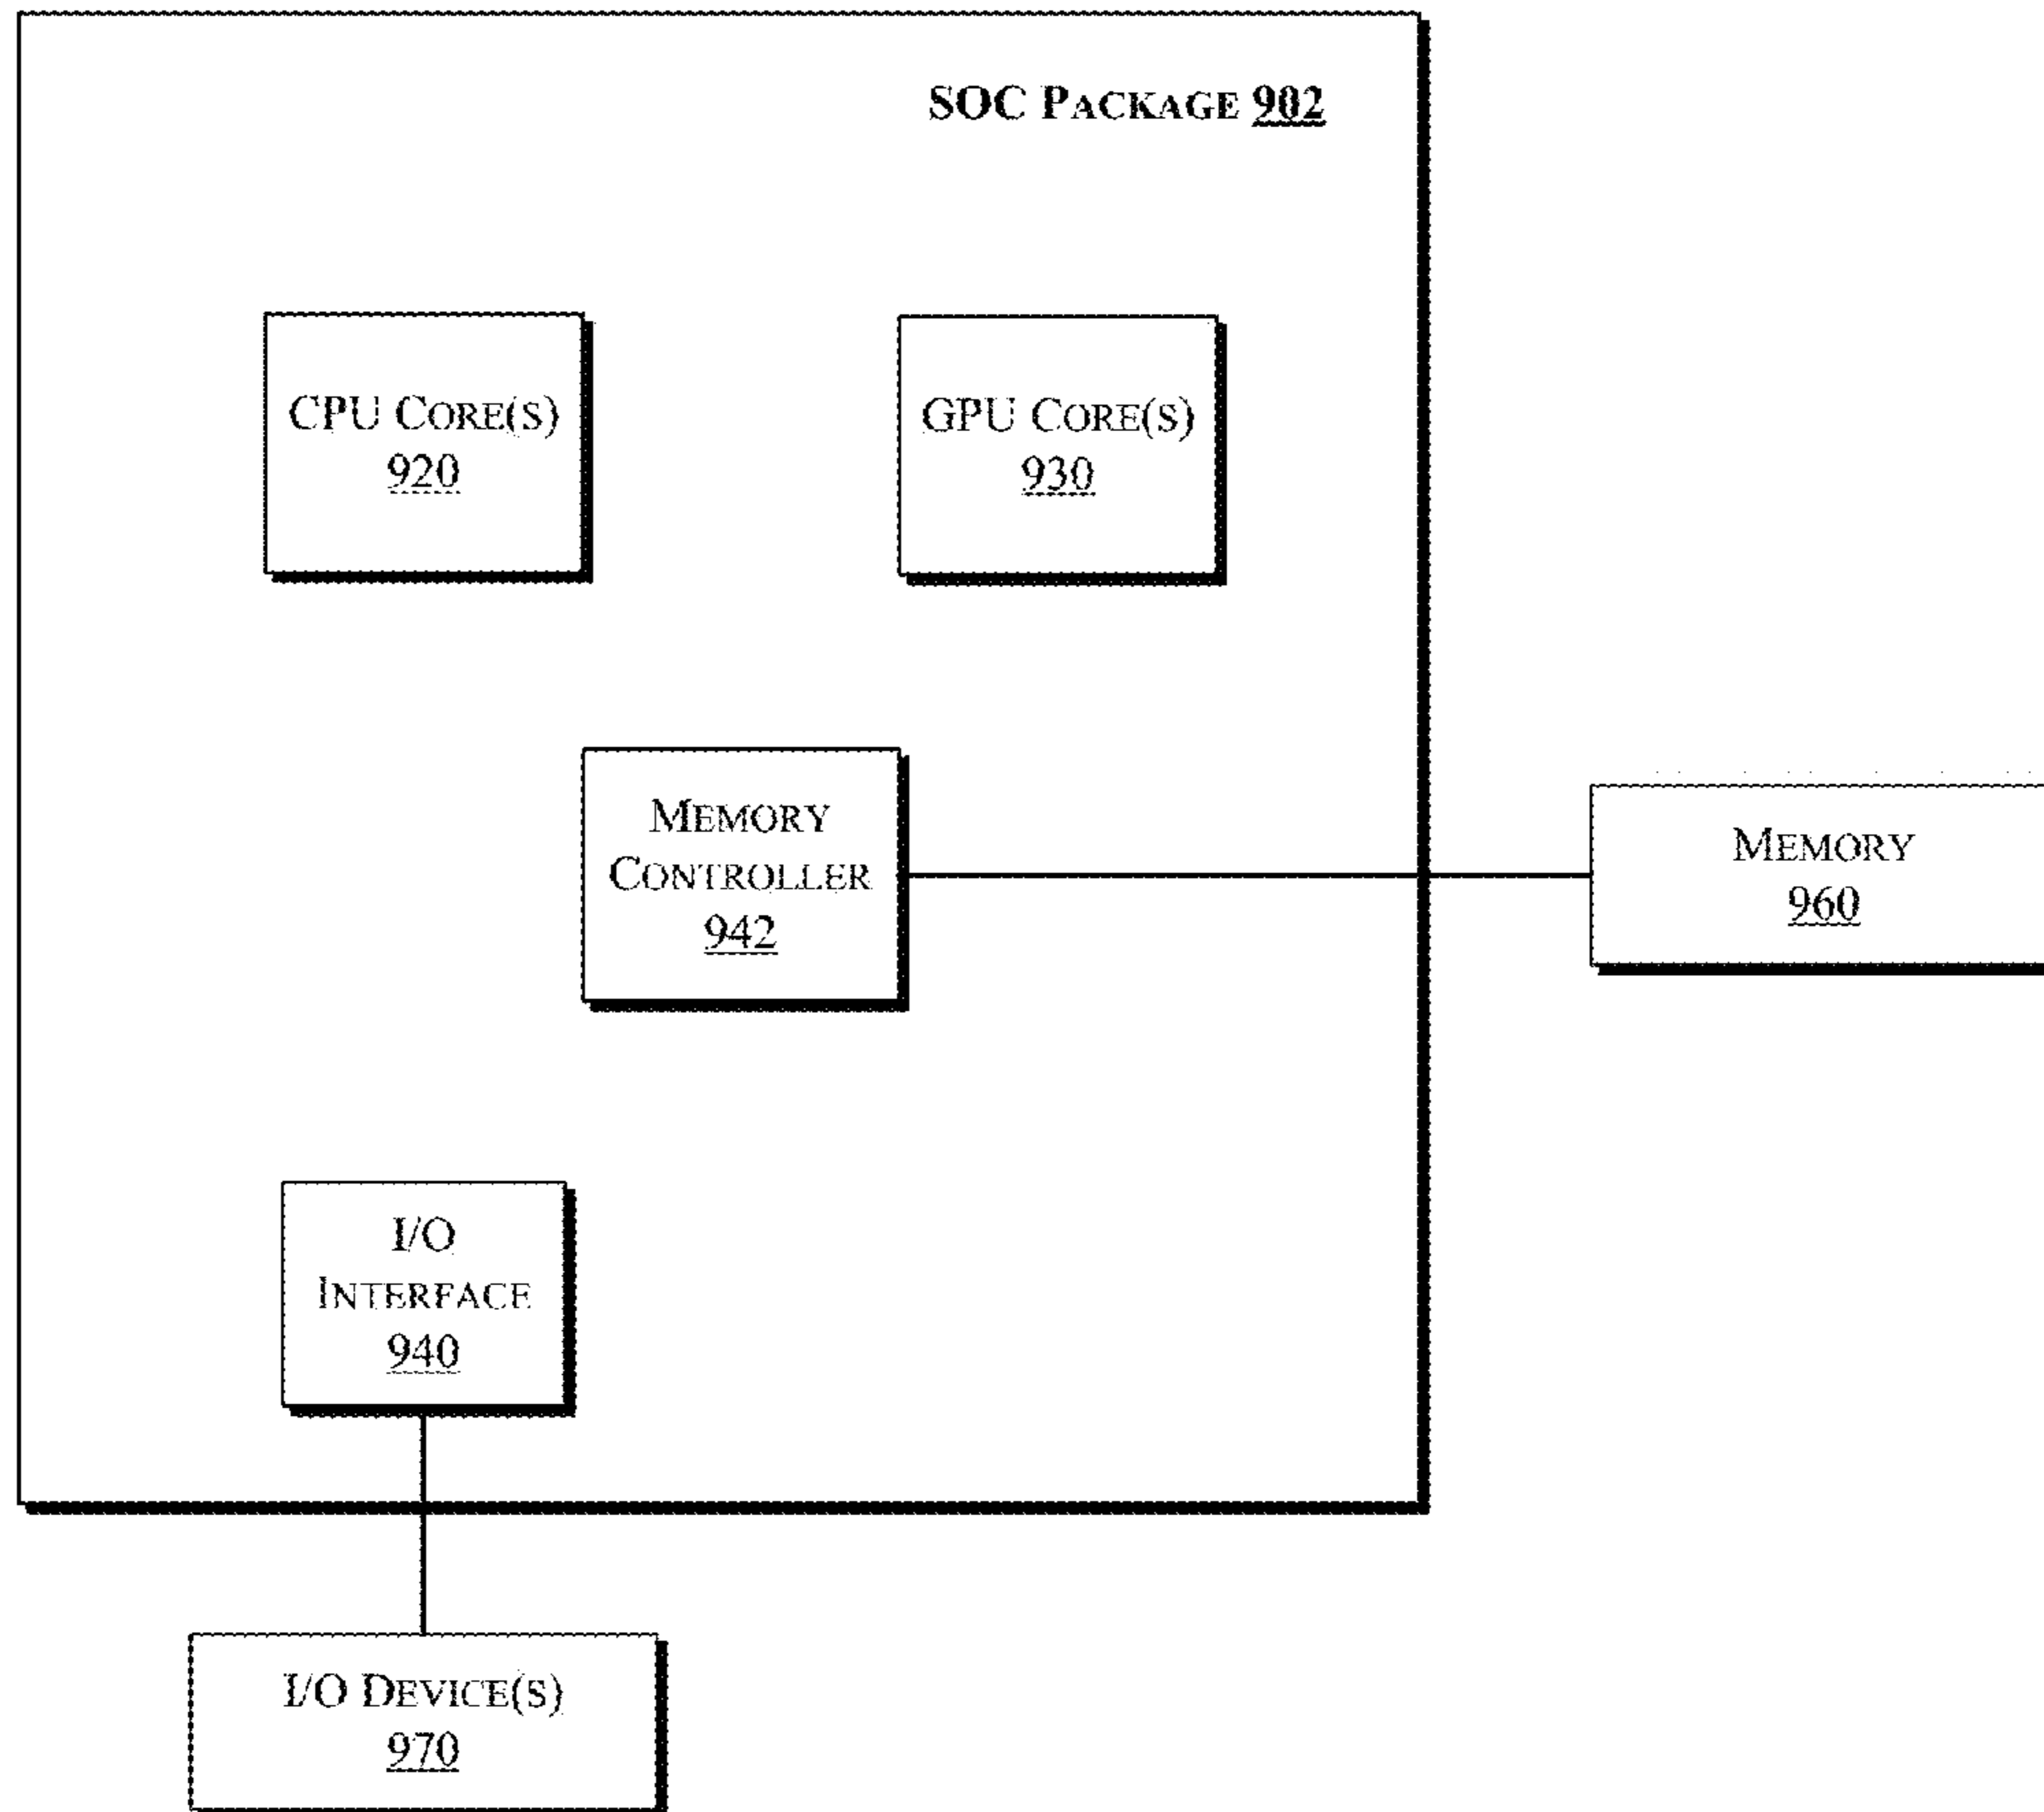 SOC PACKAGE 902
CPU CORE(S)
920
GPU CORE(S)
930
MEMORY
CONTROLLER
942
MEMORY
960
I/O
INTERFACE
940
I/O DEVICE(S)
970